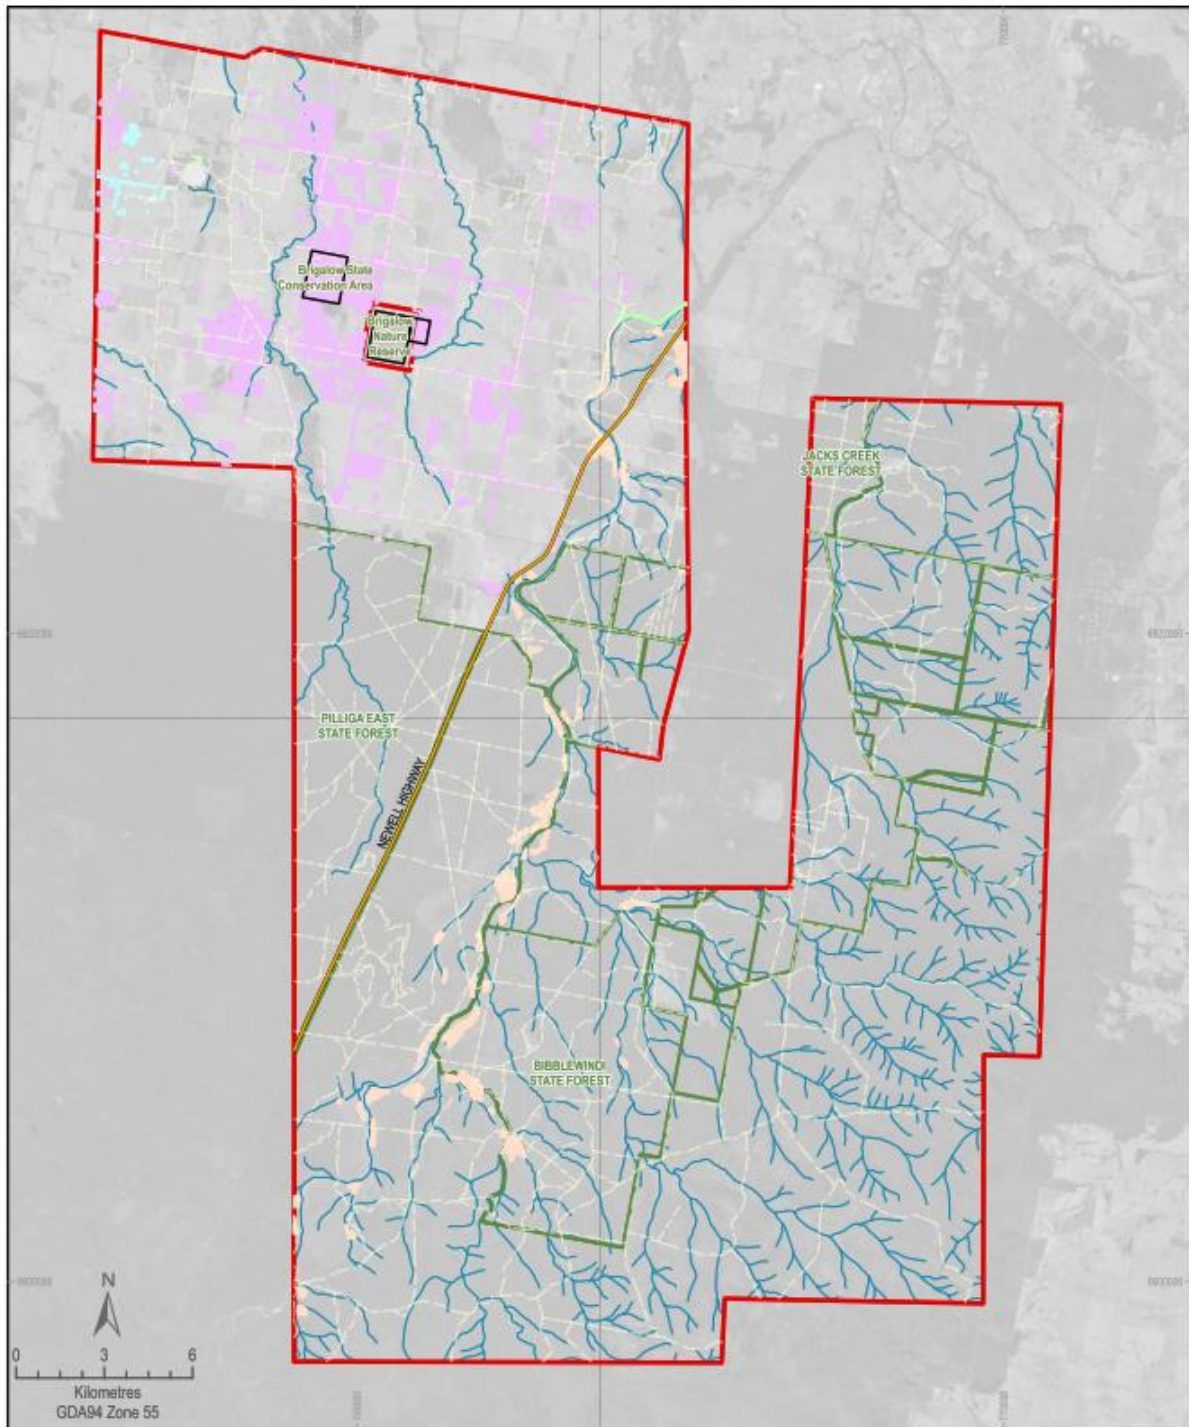 Brigalow State
Conservation Area
Brigalow
Nature
Reserve
JACKS CREEK
STATE FOREST
PILLIGA EAST
STATE FOREST
NEWELL HIGHWAY
BIBBLEWINDI
STATE FOREST
N
0 3 6
Kilometres
GDA94 Zone 55